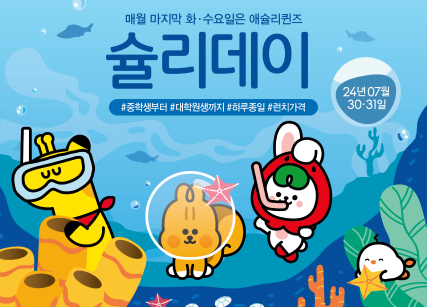 매월 마지막 화·수요일은 애슐리퀸즈
슐리데이
#중학생부터 #대학원생까지 #하루종일 #런치가격
24년 07월
30·31일